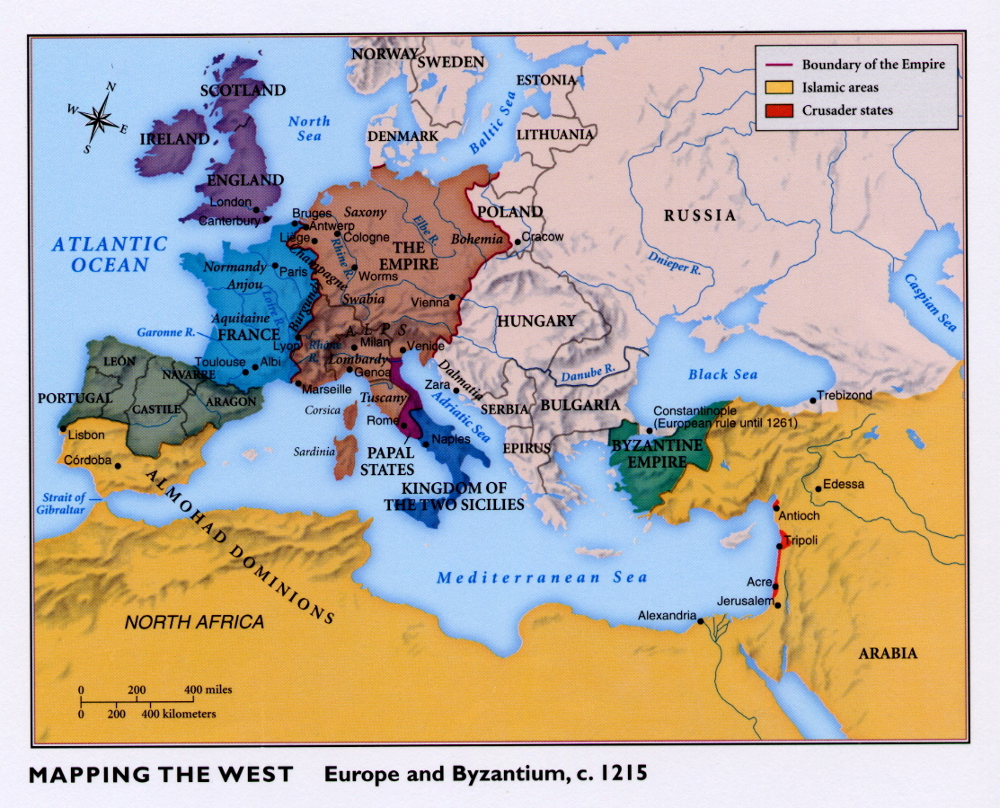 NORWAY
SWEDEN
ESTONIA
Boundary of the Empire
Islamic areas
Crusader states
N
W
E
S
SCOTLAND
North
Sea
Baltic Sea
IRELAND
DENMARK
LITHUANIA
ENGLAND
London
Canterbury
Bruges
Antwerp
Liège
Saxony
Cologne
Elbe R.
Rhine R.
THE
EMPIRE
Bohemia
POLAND
Cracow
RUSSIA
ATLANTIC
OCEAN
Normandy
Paris
Anjou
Champagne
Worms
Loire R.
Burgundy
Swabia
Vienna
Dnieper R.
Caspian Sea
Aquitaine
FRANCE
Garonne R.
Lyon
Rhône
R.
ALPS
Milan
Venice
HUNGARY
Lombardy
Genoa
Toulouse
Albi
LEÓN
NAVARRE
PORTUGAL
CASTILE
ARAGON
Marseille
Tuscany
Dalmatia
Zara
Adriatic Sea
Danube R.
Black Sea
Trebizond
SERBIA
BULGARIA
Constantinople
(European rule until 1261)
Corsica
Rome
Naples
Lisbon
Córdoba
Sardinia
PAPAL
STATES
EPIRUS
BYZANTINE
EMPIRE
Strait of
Gibraltar
ALMOHAD DOMINIONS
KINGDOM OF
THE TWO SICILIES
Edessa
Antioch
Tripoli
Mediterranean Sea
Acre
Jerusalem
Alexandria
NORTH AFRICA
ARABIA
0 200 400 miles
0 200 400 kilometers
MAPPING THE WEST Europe and Byzantium, c. 1215